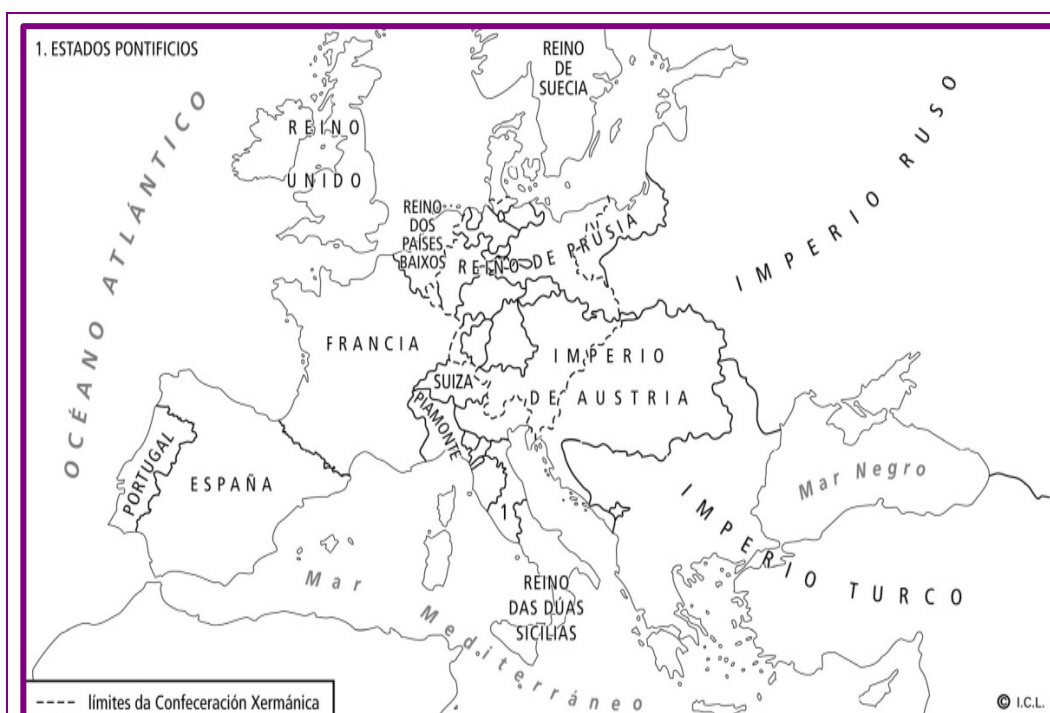 1. ESTADOS PONTIFICIOS
REINO
DE
SUECIA
OCÉANO ATLÁNTICO
REINO
UNIDO
IMPERIO RUSO
REINO
DOS
PAÍSES
BAIXOS
REINO DE PRUSIA
FRANCIA
IMPERIO
DE AUSTRIA
SUIZA
PIAMONTE
PORTUGAL
ESPAÑA
Mar Negro
1
IMPERIO TURCO
Mar Mediterráneo
REINO
DAS DÚAS
SICILIAS
límites da Confeceración Xermánica
© I.C.L.